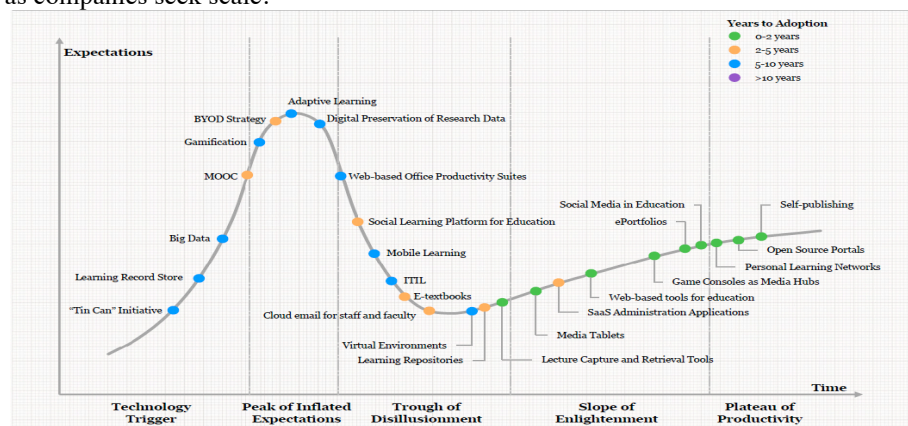 as companies seek scale.
Years to Adoption
0-2 years
2-5 years
5-10 years
>10 years
Expectations
Adaptive Learning
BYOD Strategy
Digital Preservation of Research Data
Gamification
MOOC
Web-based Office Productivity Suites
Social Media in Education
Self-publishing
ePortfolios
Social Learning Platform for Education
Big Data
Mobile Learning
Open Source Portals
Personal Learning Networks
Learning Record Store
ITIL
Game Consoles as Media Hubs
E-textbooks
Web-based tools for education
"Tin Can" Initiative
Cloud email for staff and faculty
SaaS Administration Applications
Media Tablets
Virtual Environments
Learning Repositories
Lecture Capture and Retrieval Tools
Time
Technology
Trigger
Peak of Inflated
Expectations
Trough of
Disillusionment
Slope of
Enlightenment
Plateau of
Productivity